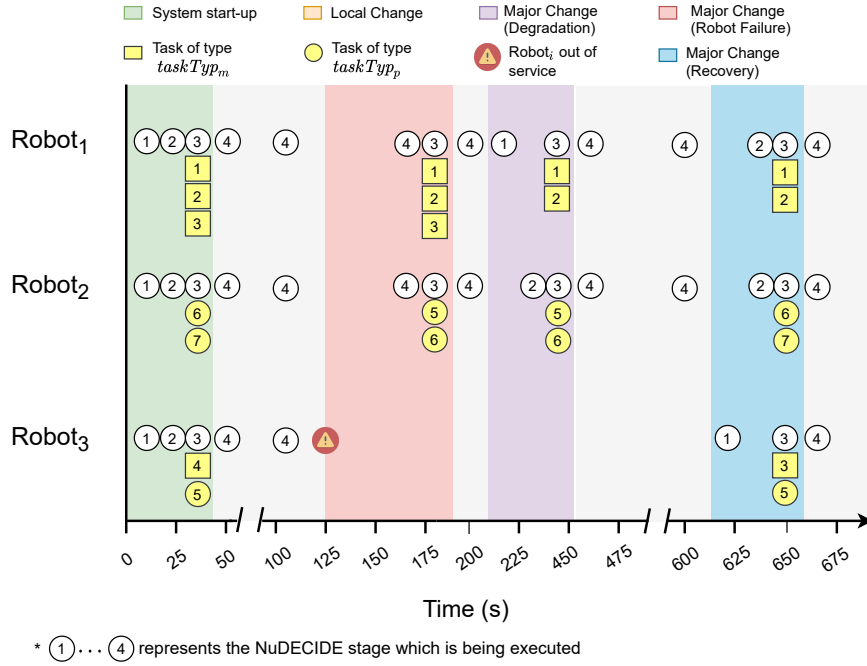 System start-up
Local Change
Major Change
(Degradation)
Major Change
(Robot Failure)
Task of type
taskTyp_m
Task of type
taskTyp_p
Robot_i out of
service
Major Change
(Recovery)
Robot_1
1 2 3 4 4 4 3 4 1 3 4 4 2 3 4
1 1 1 1
2 2 2 2
3 3
Robot_2
1 2 3 4 4 4 3 4 2 3 4 4 2 3 4
6 5 5 6
7 6 6 7
Robot_3
1 2 3 4 4 ! 1 3 4
4 3
5 5
0 25 50 100 125 150 175 200 425 450 475 600 625 650 675
Time (s)
* 1 ... 4 represents the NuDECIDE stage which is being executed